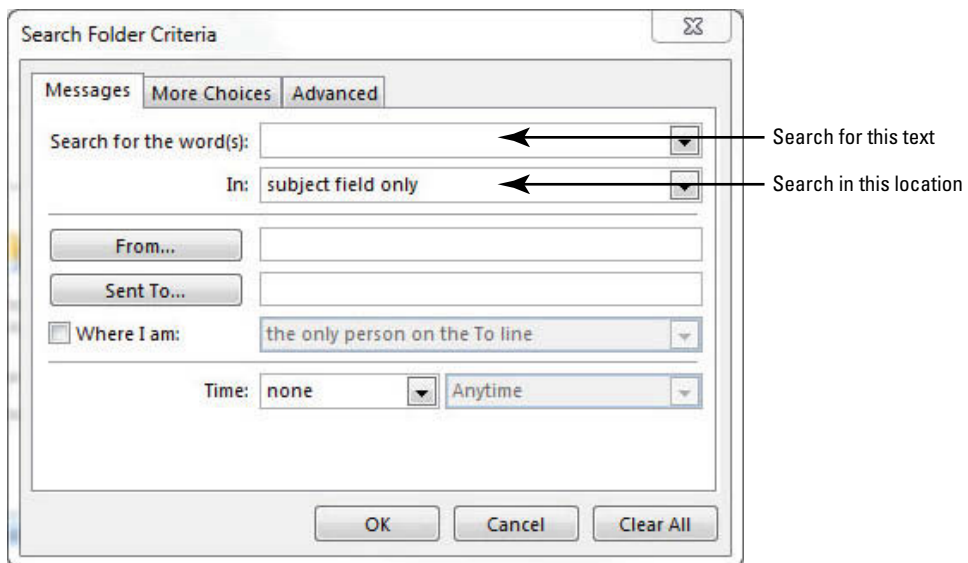 Search Folder Criteria
Messages More Choices Advanced
Search for the word(s):
Search for this text
In: subject field only
Search in this location
From...
Sent To...
Where I am: the only person on the To line
Time: none Anytime
OK Cancel Clear All